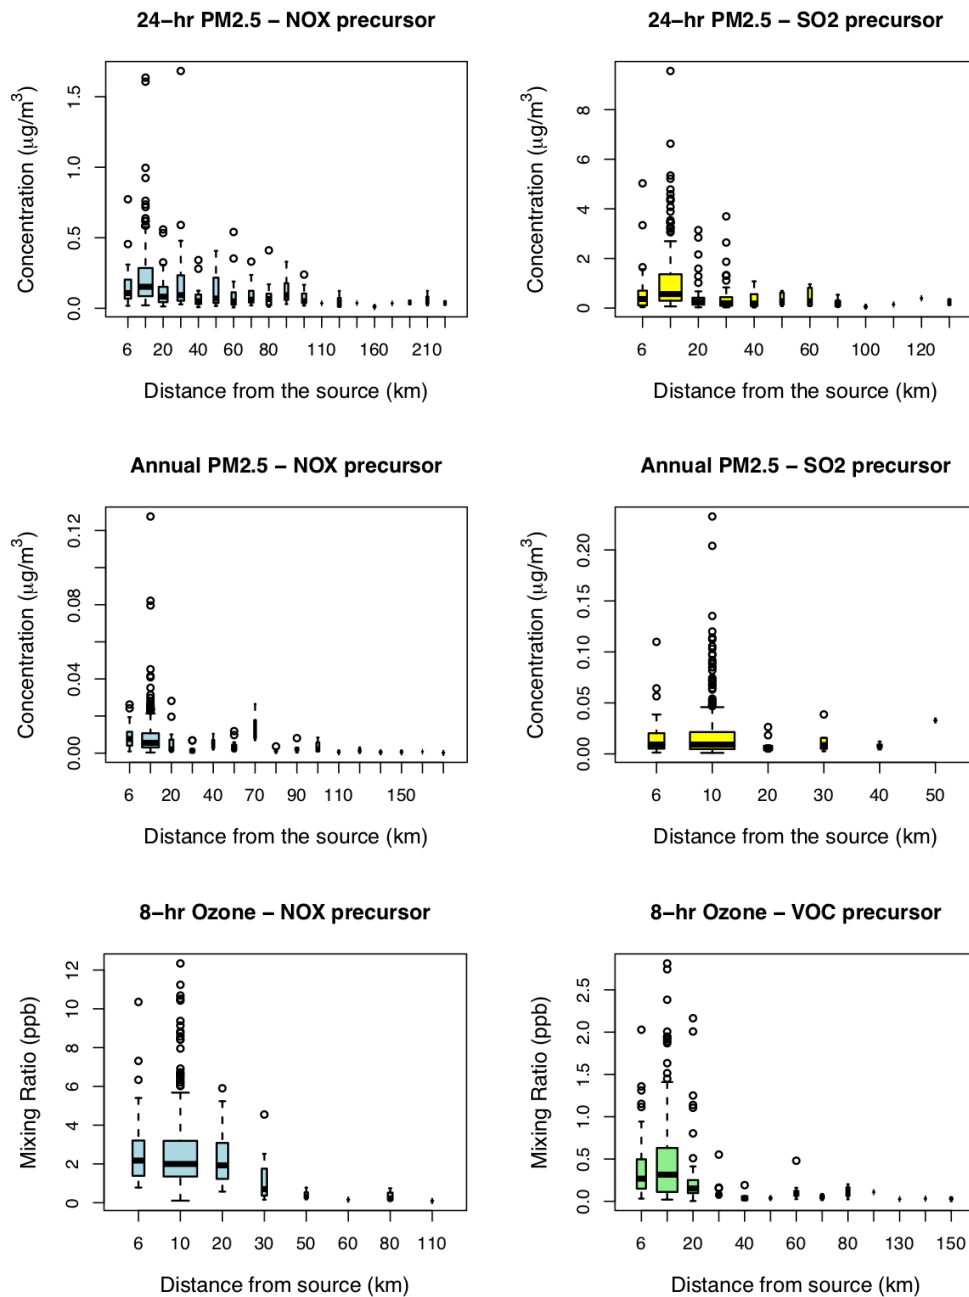 24−hr PM2.5 − NOX precursor
Concentration (µg/m³)
1.5
1.0
0.5
0.0
6 20 40 60 80 110 160 210
Distance from the source (km)
24−hr PM2.5 − SO2 precursor
Concentration (µg/m³)
8
6
4
2
0
6 20 40 60 100 120
Distance from the source (km)
Annual PM2.5 − NOX precursor
Concentration (µg/m³)
0.12
0.08
0.04
0.00
6 20 40 70 90 110 150
Distance from the source (km)
Annual PM2.5 − SO2 precursor
Concentration (µg/m³)
0.20
0.15
0.10
0.05
0.00
6 10 20 30 40 50
Distance from the source (km)
8−hr Ozone − NOX precursor
Mixing Ratio (ppb)
12
10
8
6
4
2
0
6 10 20 30 50 60 80 110
Distance from source (km)
8−hr Ozone − VOC precursor
Mixing Ratio (ppb)
2.5
2.0
1.5
1.0
0.5
0.0
6 20 40 60 80 130 150
Distance from source (km)